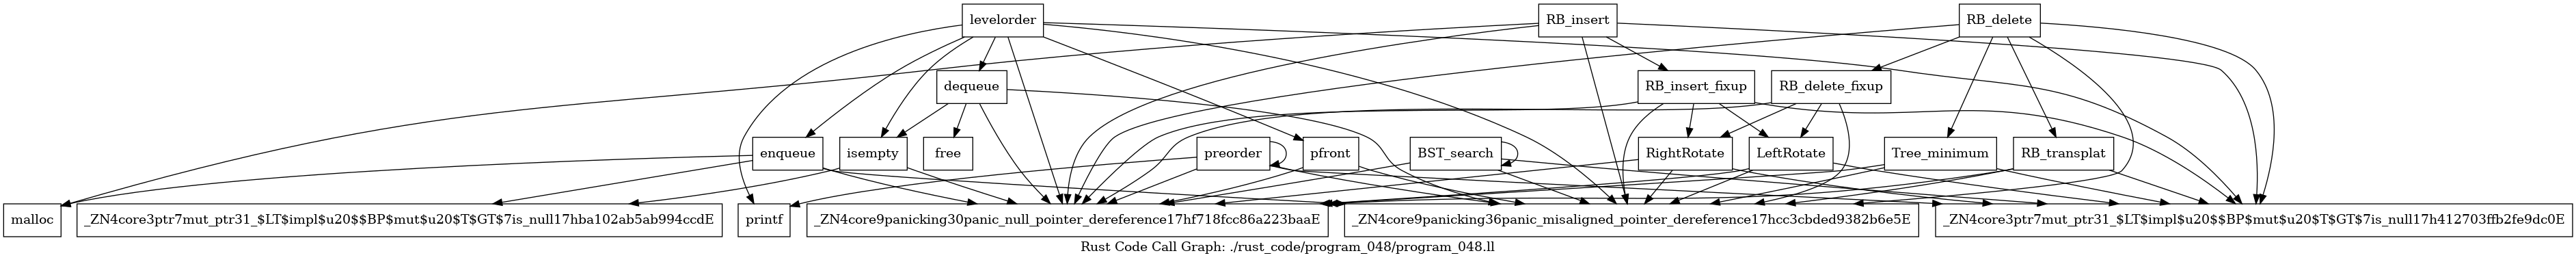 levelorder
RB_insert
RB_delete
dequeue
RB_insert_fixup
RB_delete_fixup
enqueue
isempty
free
preorder
pfront
BST_search
RightRotate
LeftRotate
Tree_minimum
RB_transplat
malloc
_ZN4core3ptr7mut_ptr31_$LT$impl$u20$$BP$mut$u20$T$GT$7is_null17hba102ab5ab994ccdE
printf
_ZN4core9panicking30panic_null_pointer_dereference17hf718fcc86a223baaE
_ZN4core9panicking36panic_misaligned_pointer_dereference17hcc3cbded9382b6e5E
_ZN4core3ptr7mut_ptr31_$LT$impl$u20$$BP$mut$u20$T$GT$7is_null17h412703ffb2fe9dc0E
Rust Code Call Graph: ./rust_code/program_048/program_048.ll